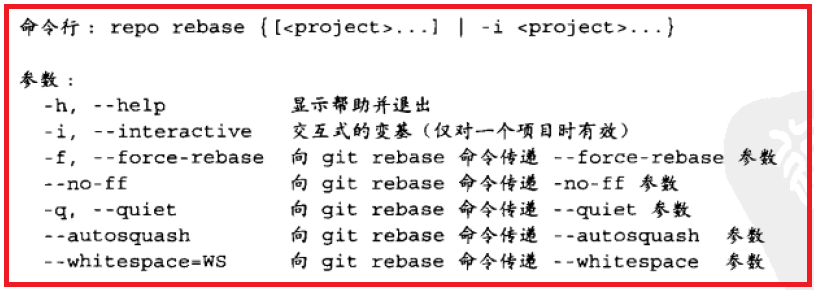 命令行：repo rebase {[<project>...] | -i <project>...}
参数：
-h, --help 显示帮助并退出
-i, --interactive 交互式的变基（仅对一个项目时有效）
-f, --force-rebase 向 git rebase 命令传递 --force-rebase 参数
--no-ff 向 git rebase 命令传递 -no-ff 参数
-q, --quiet 向 git rebase 命令传递 --quiet 参数
--autosquash 向 git rebase 命令传递 --autosquash 参数
--whitespace=WS 向 git rebase 命令传递 --whitespace 参数